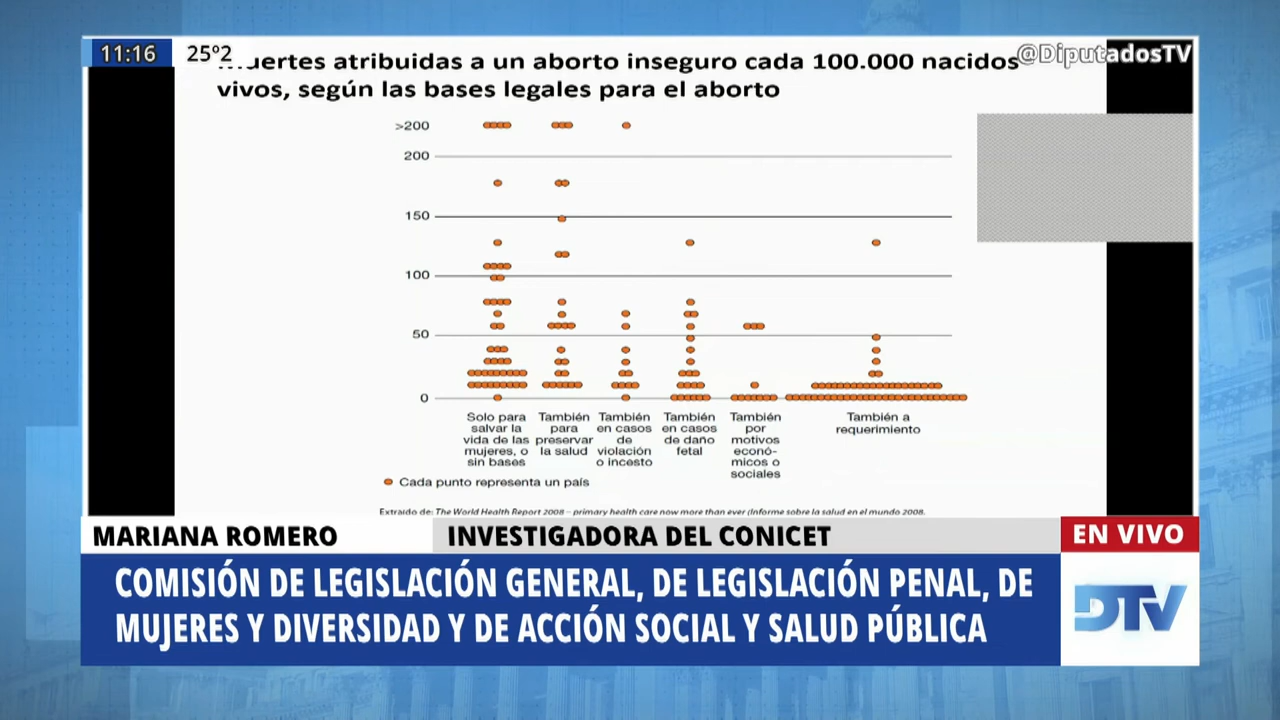 11:16
25°2
@DiputadosTV
Muertes atribuidas a un aborto inseguro cada 100.000 nacidos
vivos, según las bases legales para el aborto
>200
200
150
100
50
0
Solo para
salvar la
vida de las
mujeres, o
sin bases
También
para
preservar
la salud
También
en casos
de
violación
o incesto
También
en casos
de daño
fetal
También
por
motivos
econó-
micos o
sociales
También a
requerimiento
Cada punto representa un país
Extraído de: The World Health Report 2008 – primary health care now more than ever (Informe sobre la salud en el mundo 2008.
MARIANA ROMERO
INVESTIGADORA DEL CONICET
EN VIVO
COMISIÓN DE LEGISLACIÓN GENERAL, DE LEGISLACIÓN PENAL, DE
MUJERES Y DIVERSIDAD Y DE ACCIÓN SOCIAL Y SALUD PÚBLICA
DTV